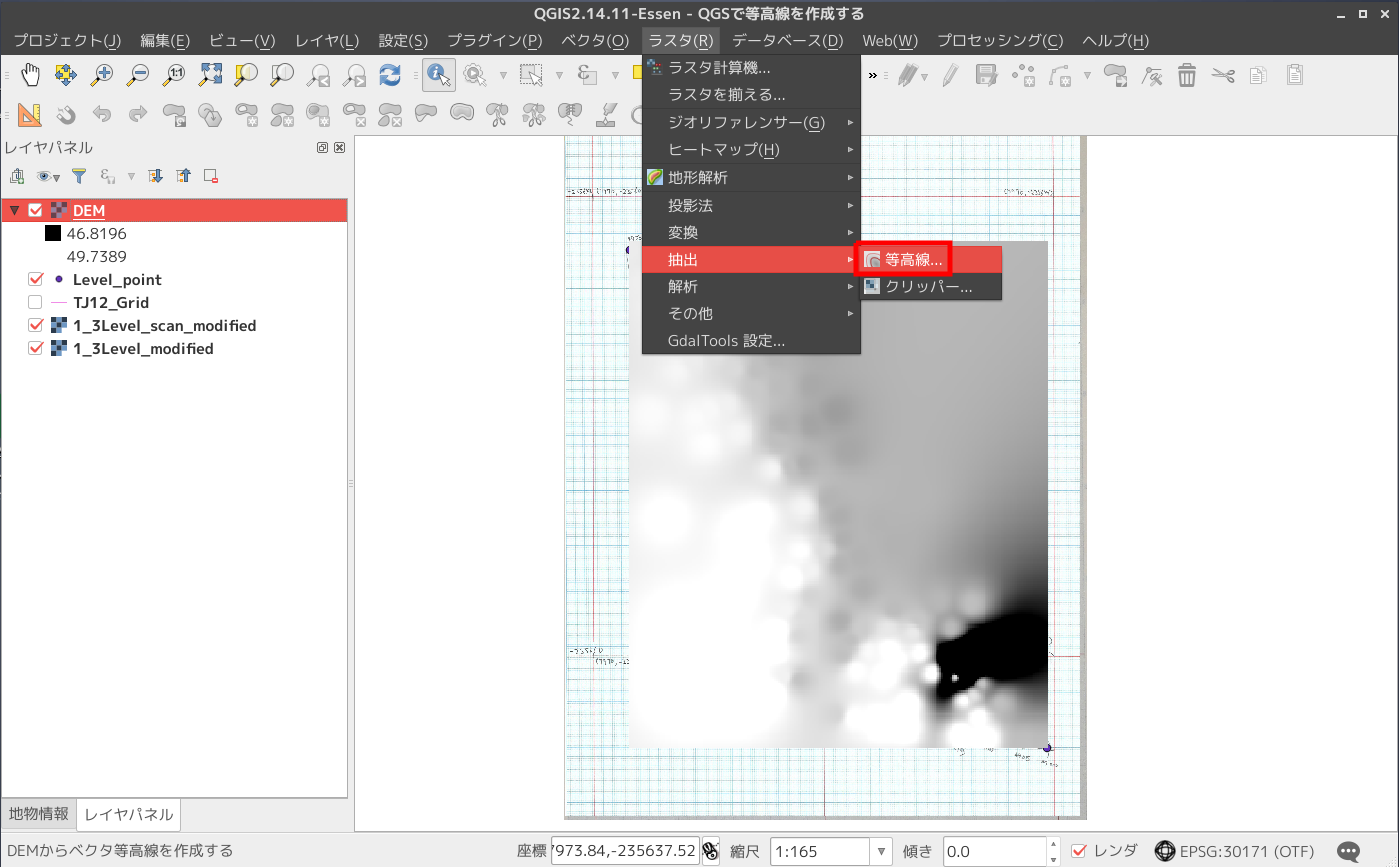 QGIS2.14.11-Essen - QGSで等高線を作成する
プロジェクト(J) 編集(E) ビュー(V) レイヤ(L) 設定(S) プラグイン(P) ベクタ(O) ラスタ(R) データベース(D) Web(W) プロセッシング(C) ヘルプ(H)
ラスタ計算機...
ラスタを揃える...
ジオリファレンサー(G)
ヒートマップ(H)
地形解析
投影法
変換
抽出
等高線...
クリッパー...
解析
その他
GdalTools 設定...
レイヤパネル
DEM
46.8196
49.7389
Level_point
TJ12_Grid
1_3Level_scan_modified
1_3Level_modified
地物情報 レイヤパネル
DEMからベクタ等高線を作成する 座標 7973.84,-235637.52 縮尺 1:165 傾き 0.0 レンダ EPSG:30171 (OTF)